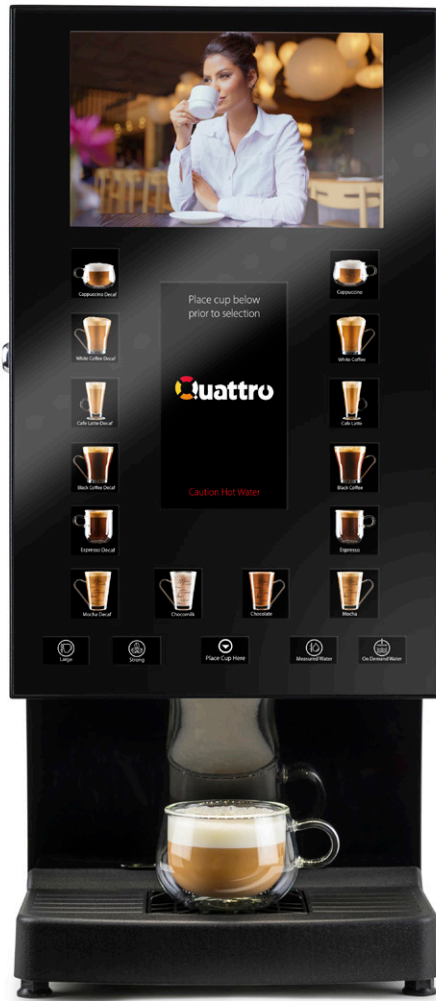 Place cup below
prior to selection
Quattro
Caution Hot Water
Cappuccino Decaf
Cappuccino
White Coffee Decaf
White Coffee
Cafe Latte Decaf
Cafe Latte
Black Coffee Decaf
Black Coffee
Espresso Decaf
Espresso
Mocha Decaf
Chocomilk
Chocolate
Mocha
Large
Strong
Place Cup Here
Measured Water
On Demand Water